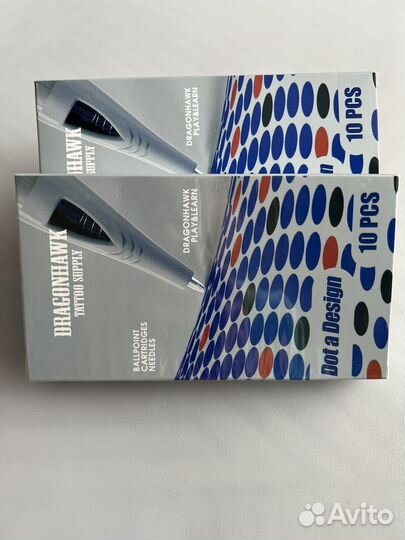 DRAGONHAWK
TATTOO SUPPLY
DRAGONHAWK
PLAY&LEARN
10 PCS
DRAGONHAWK
TATTOO SUPPLY
BALLPOINT
CARTRIDGES
NEEDLES
DRAGONHAWK
PLAY&LEARN
Dot a Design
10 PCS
Avito